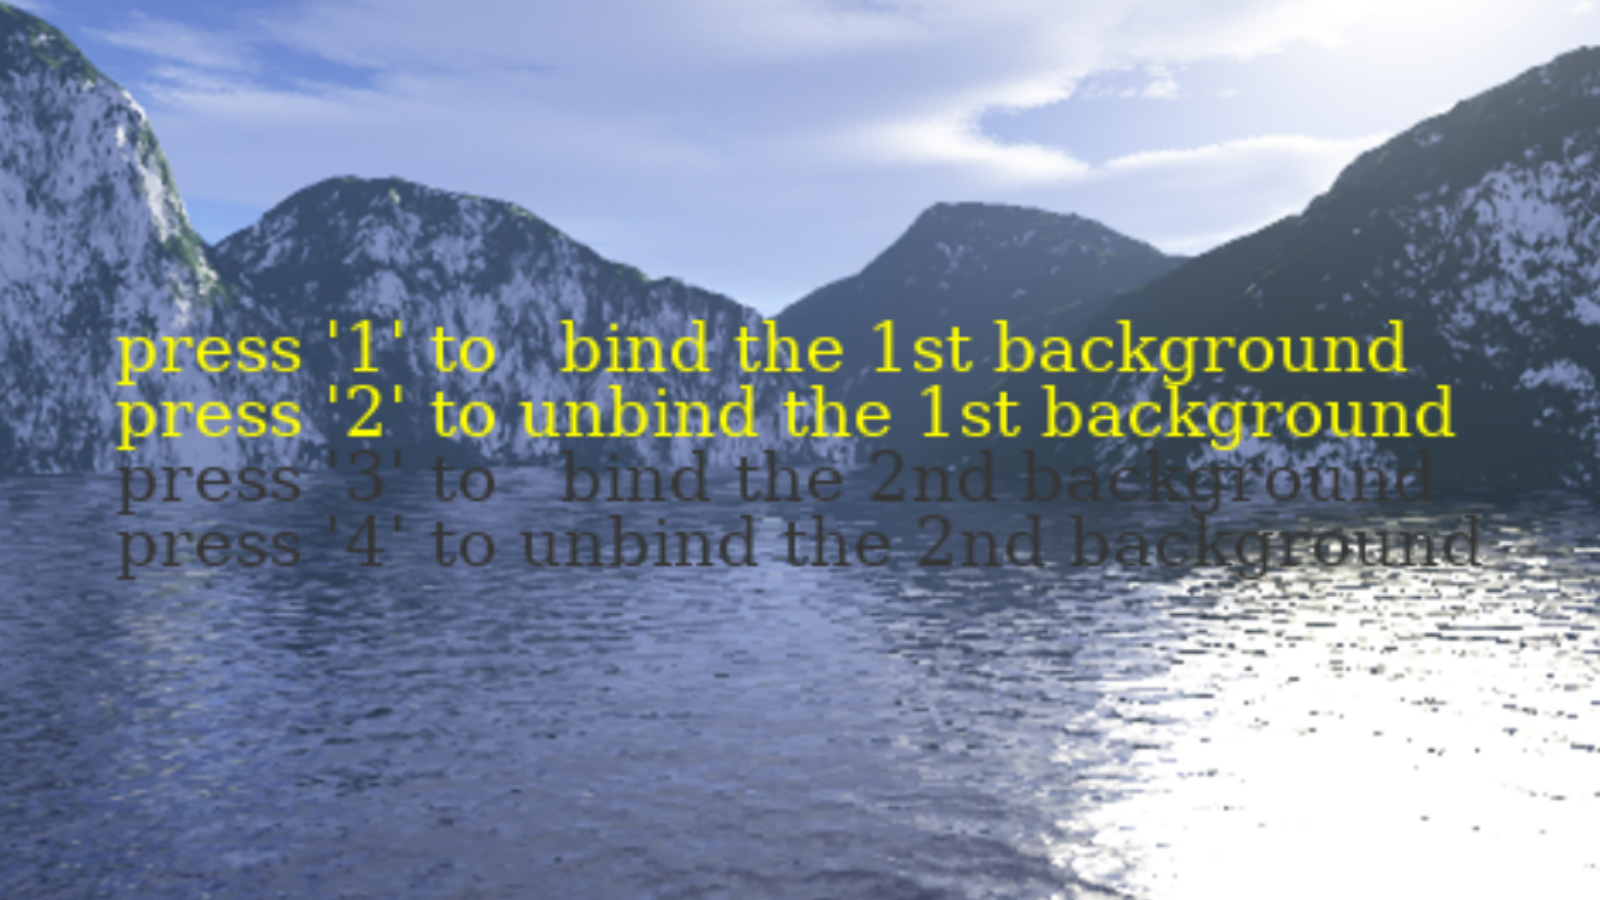 press '1' to   bind the 1st background
press '2' to unbind the 1st background
press '3' to   bind the 2nd background
press '4' to unbind the 2nd background